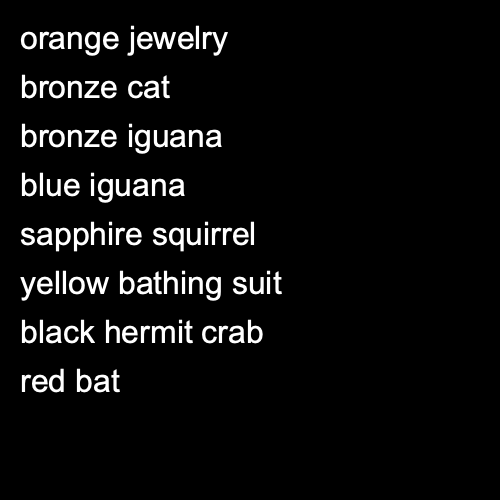 orange jewelry
bronze cat
bronze iguana
blue iguana
sapphire squirrel
yellow bathing suit
black hermit crab
red bat